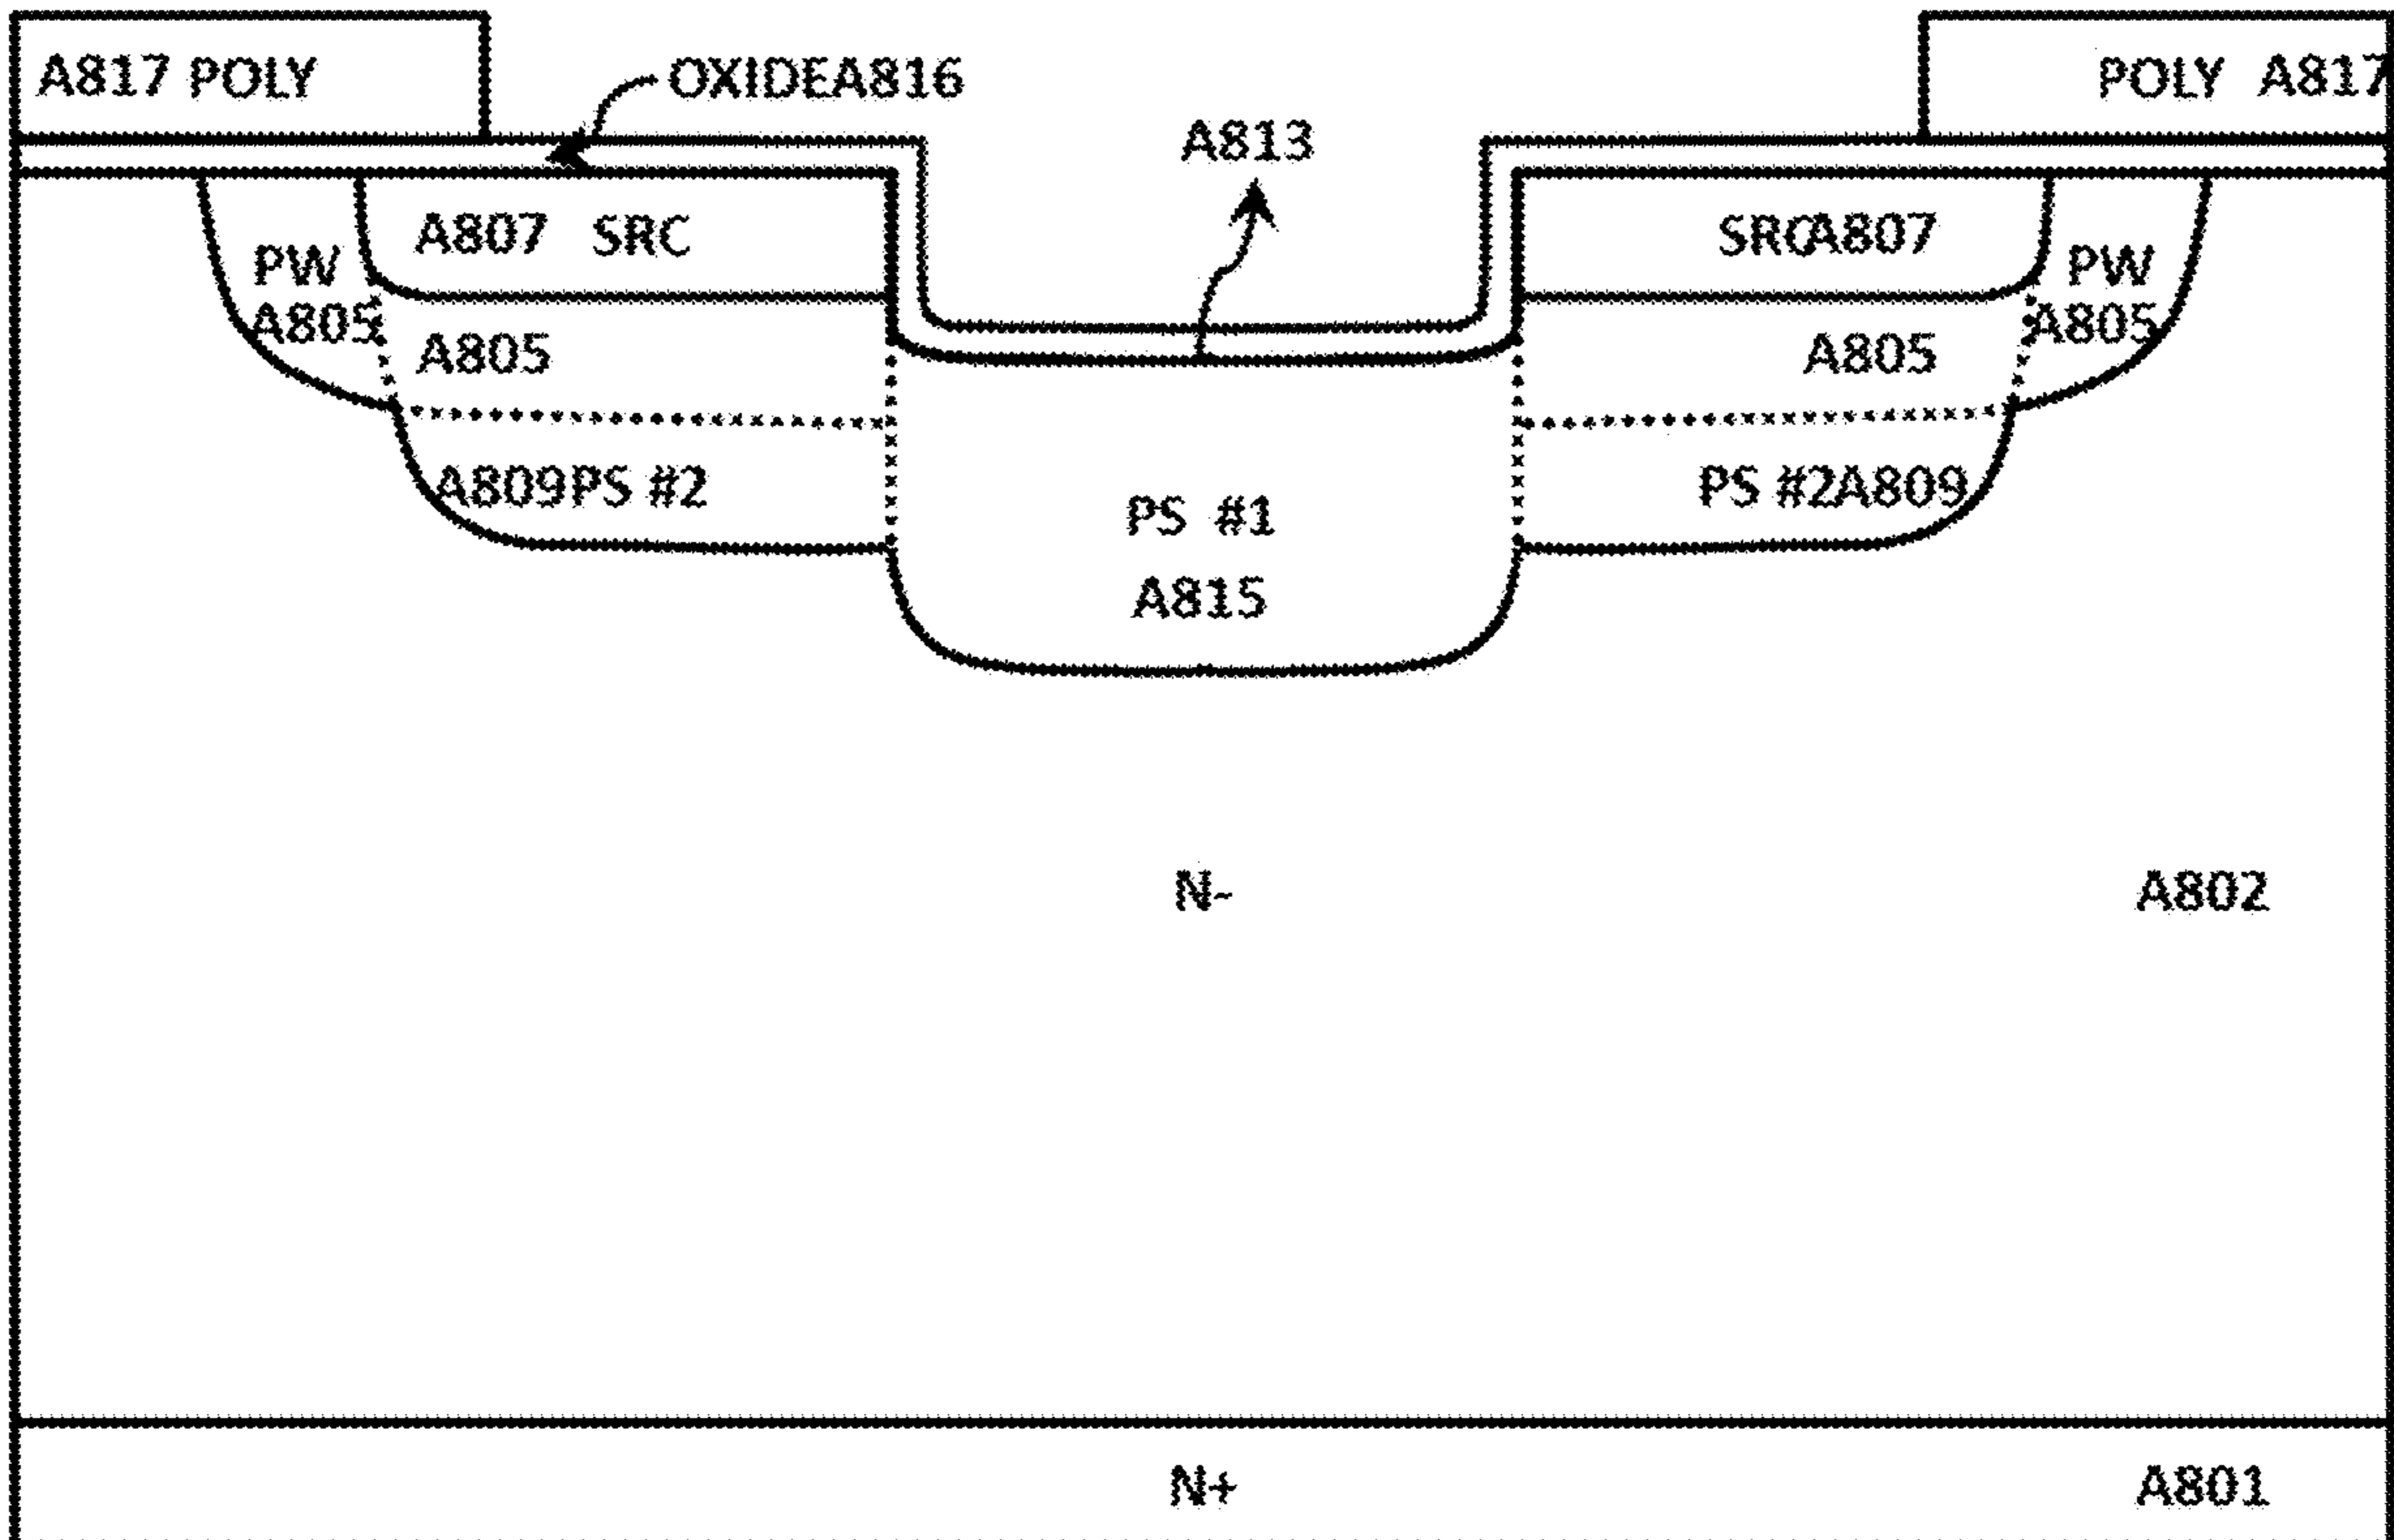 A817 POLY
OXIDEA816
POLY A817
A813
A807 SRC
SRCA807
PW
A805
PW
A805
A805
A805
A809PS #2
PS #2A809
PS #1
A815
N-
A802
N+
A801